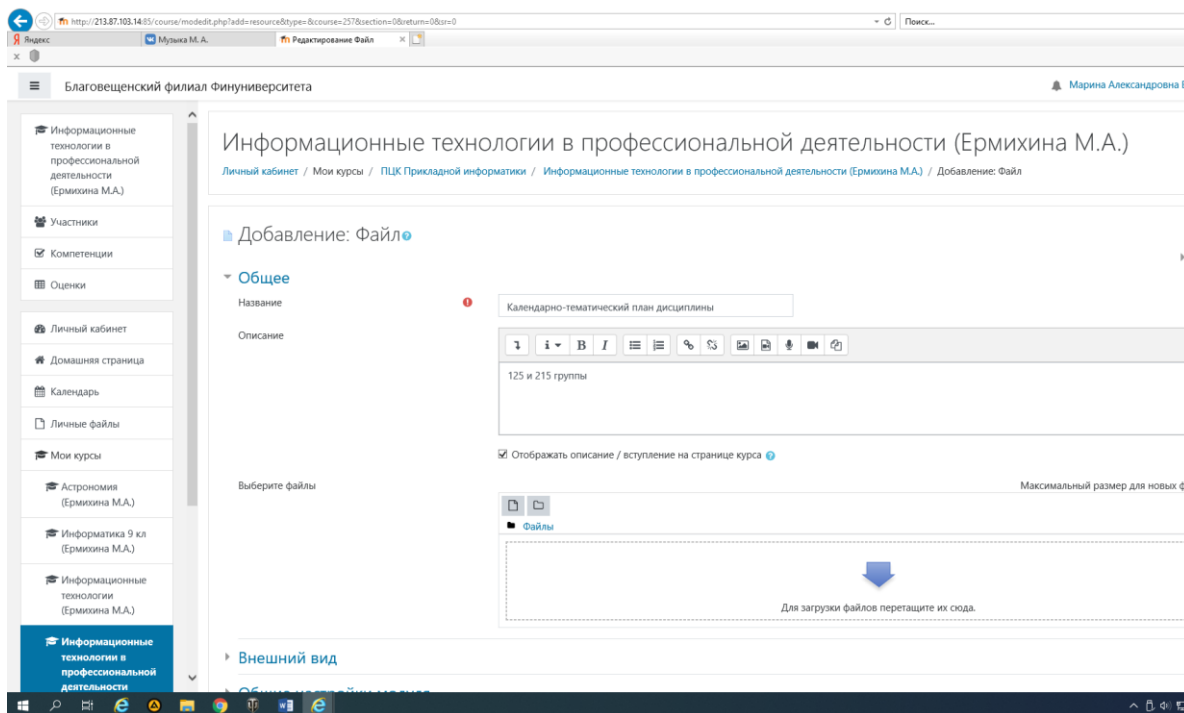 http://213.87.103.14:85/course/modedit.php?add=resource&type=&course=257&section=0&return=0&sr=0
Поиск...
Яндекс
Музыка М. А.
Редактирование Файл
Благовещенский филиал Финуниверситета
Марина Александровна
Информационные
технологии в
профессиональной
деятельности
(Ермихина М.А.)
Участники
Компетенции
Оценки
Личный кабинет
Домашняя страница
Календарь
Личные файлы
Мои курсы
Астрономия
(Ермихина М.А.)
Информатика 9 кл
(Ермихина М.А.)
Информационные
технологии
(Ермихина М.А.)
Информационные
технологии в
профессиональной
деятельности
Информационные технологии в профессиональной деятельности (Ермихина М.А.)
Личный кабинет / Мои курсы / ПЦК Прикладной информатики / Информационные технологии в профессиональной деятельности (Ермихина М.А.) / Добавление: Файл
Добавление: Файл
Общее
Название
Календарно-тематический план дисциплины
Описание
B I
125 и 215 группы
Отображать описание / вступление на странице курса
Выберите файлы
Максимальный размер для новых
Файлы
Для загрузки файлов перетащите их сюда.
Внешний вид
Общие настройки модуля